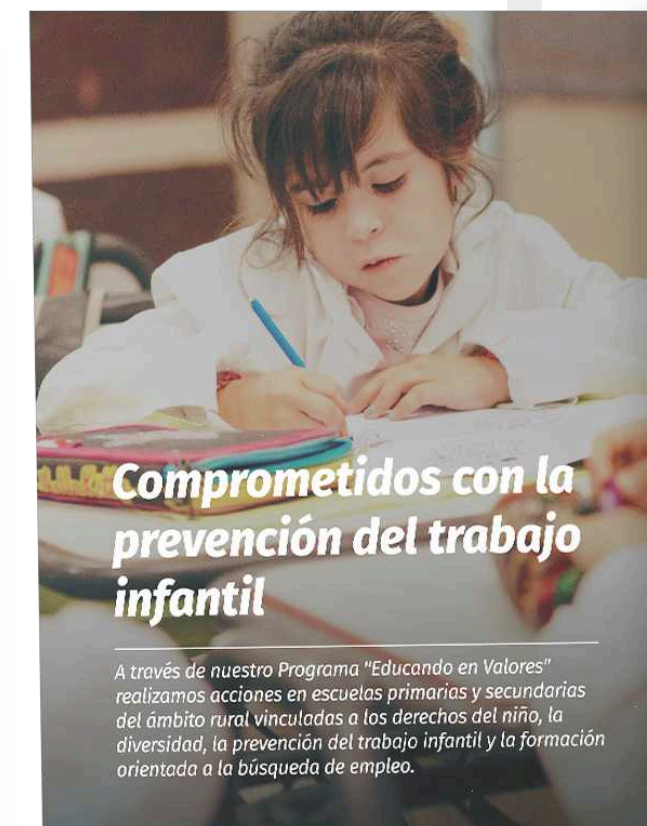 Comprometidos con la
prevención del trabajo
infantil
A través de nuestro Programa "Educando en Valores"
realizamos acciones en escuelas primarias y secundarias
del ámbito rural vinculadas a los derechos del niño, la
diversidad, la prevención del trabajo infantil y la formación
orientada a la búsqueda de empleo.